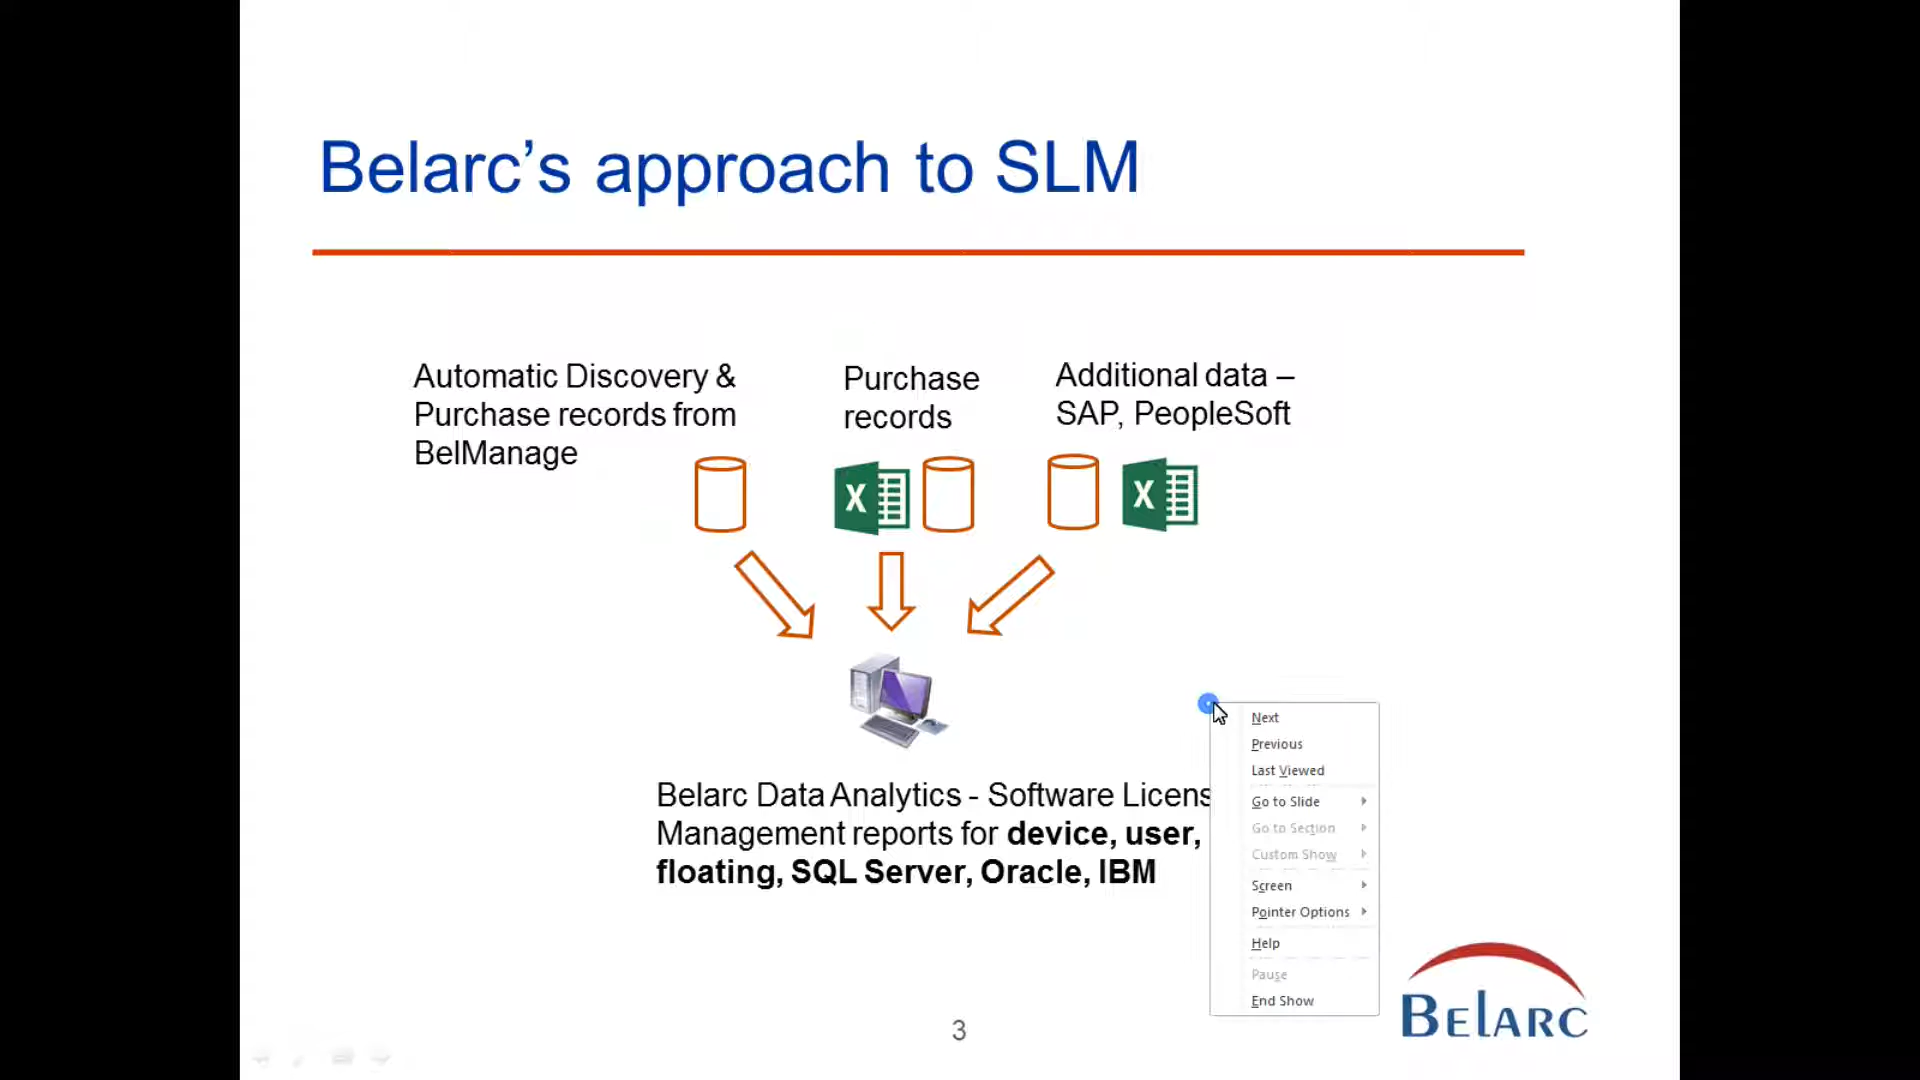 Belarc's approach to SLM
Automatic Discovery &
Purchase records from
BelManage
Purchase
records
Additional data –
SAP, PeopleSoft
X
X
Belarc Data Analytics - Software Licens
Management reports for device, user,
floating, SQL Server, Oracle, IBM
Next
Previous
Last Viewed
Go to Slide
Go to Section
Custom Show
Screen
Pointer Options
Help
Pause
End Show
BELARC
3